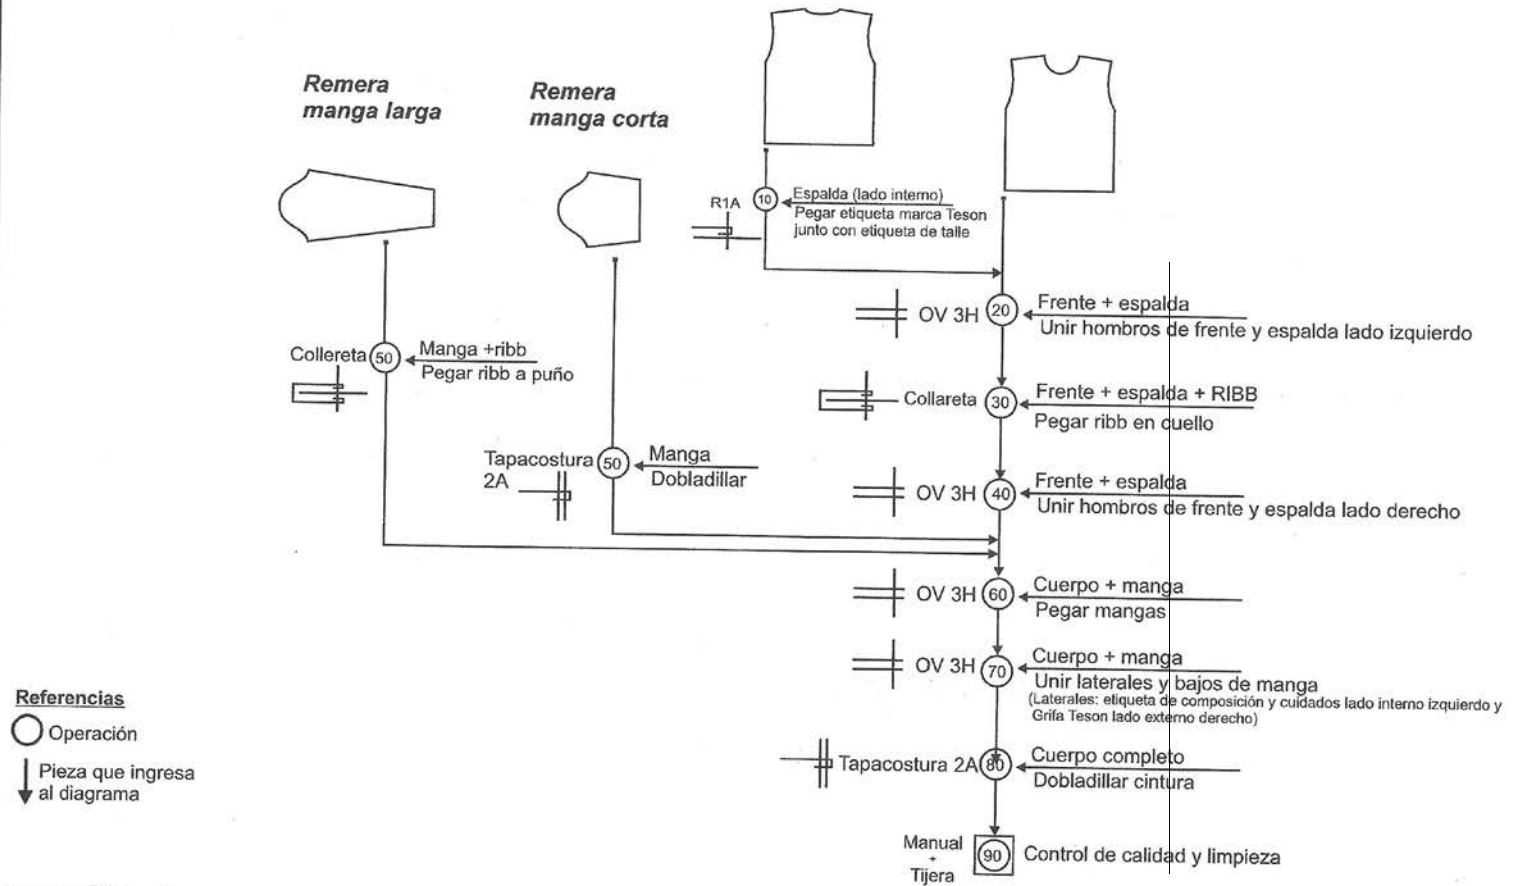 Remera
manga larga
Remera
manga corta
R1A
10
Espalda (lado interno)
Pegar etiqueta marca Teson
junto con etiqueta de talle
OV 3H
20
Frente + espalda
Unir hombros de frente y espalda lado izquierdo
Collereta
50
Manga +ribb
Pegar ribb a puño
Collareta
30
Frente + espalda + RIBB
Pegar ribb en cuello
Tapacostura
2A
50
Manga
Dobladillar
OV 3H
40
Frente + espalda
Unir hombros de frente y espalda lado derecho
OV 3H
60
Cuerpo + manga
Pegar mangas
OV 3H
70
Cuerpo + manga
Unir laterales y bajos de manga
(Laterales: etiqueta de composición y cuidados lado interno izquierdo y
Grifa Teson lado externo derecho)
Referencias
Operación
Pieza que ingresa
al diagrama
Tapacostura 2A
80
Cuerpo completo
Dobladillar cintura
Manual
+
Tijera
90
Control de calidad y limpieza